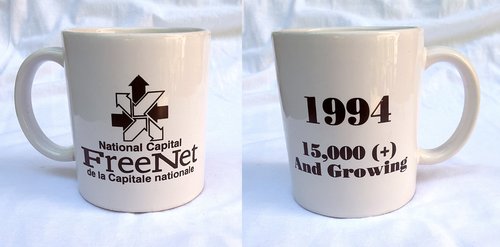 National Capital
FreeNet
de la Capitale nationale
1994
15,000 (+)
And Growing